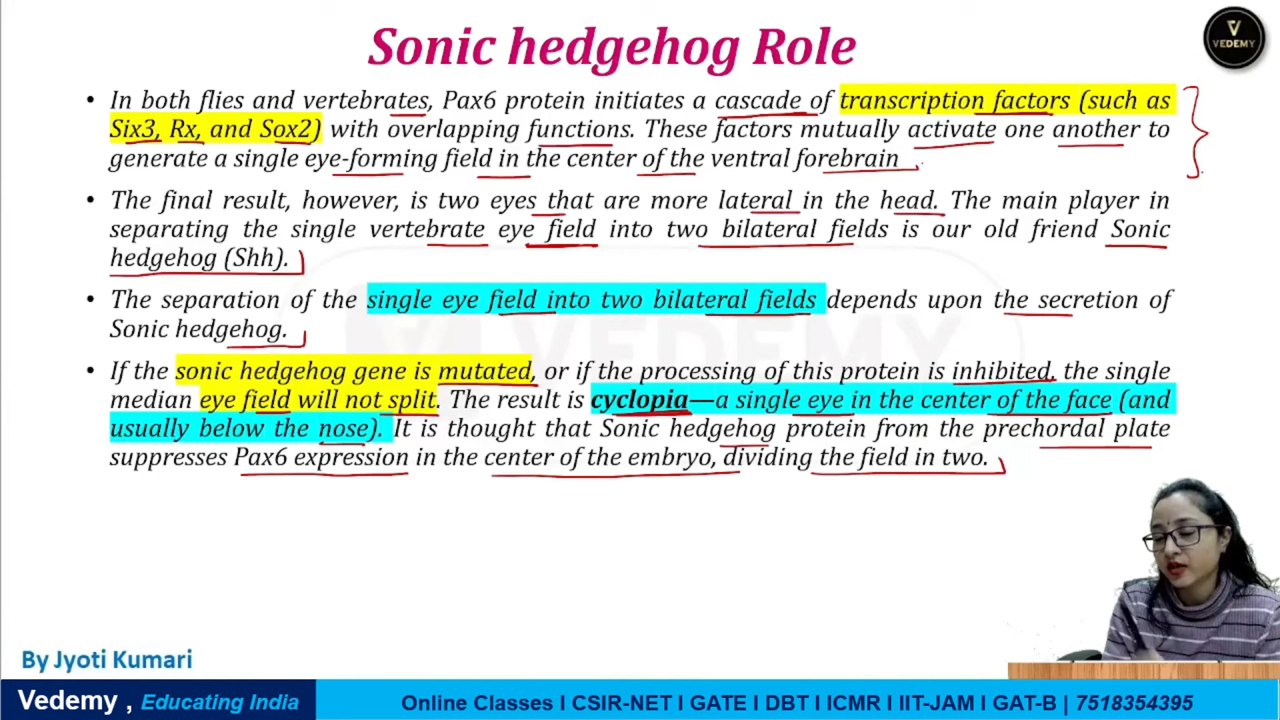 Sonic hedgehog Role
VEDEMY
• In both flies and vertebrates, Pax6 protein initiates a cascade of transcription factors (such as
Six3, Rx, and Sox2) with overlapping functions. These factors mutually activate one another to
generate a single eye-forming field in the center of the ventral forebrain
• The final result, however, is two eyes that are more lateral in the head. The main player in
separating the single vertebrate eye field into two bilateral fields is our old friend Sonic
hedgehog (Shh).
• The separation of the single eye field into two bilateral fields depends upon the secretion of
Sonic hedgehog.
• If the sonic hedgehog gene is mutated, or if the processing of this protein is inhibited, the single
median eye field will not split. The result is cyclopia—a single eye in the center of the face (and
usually below the nose). It is thought that Sonic hedgehog protein from the prechordal plate
suppresses Pax6 expression in the center of the embryo, dividing the field in two.
VEDEMY
By Jyoti Kumari
Vedemy , Educating India
Online Classes I CSIR-NET I GATE I DBT I ICMR I IIT-JAM I GAT-B | 7518354395